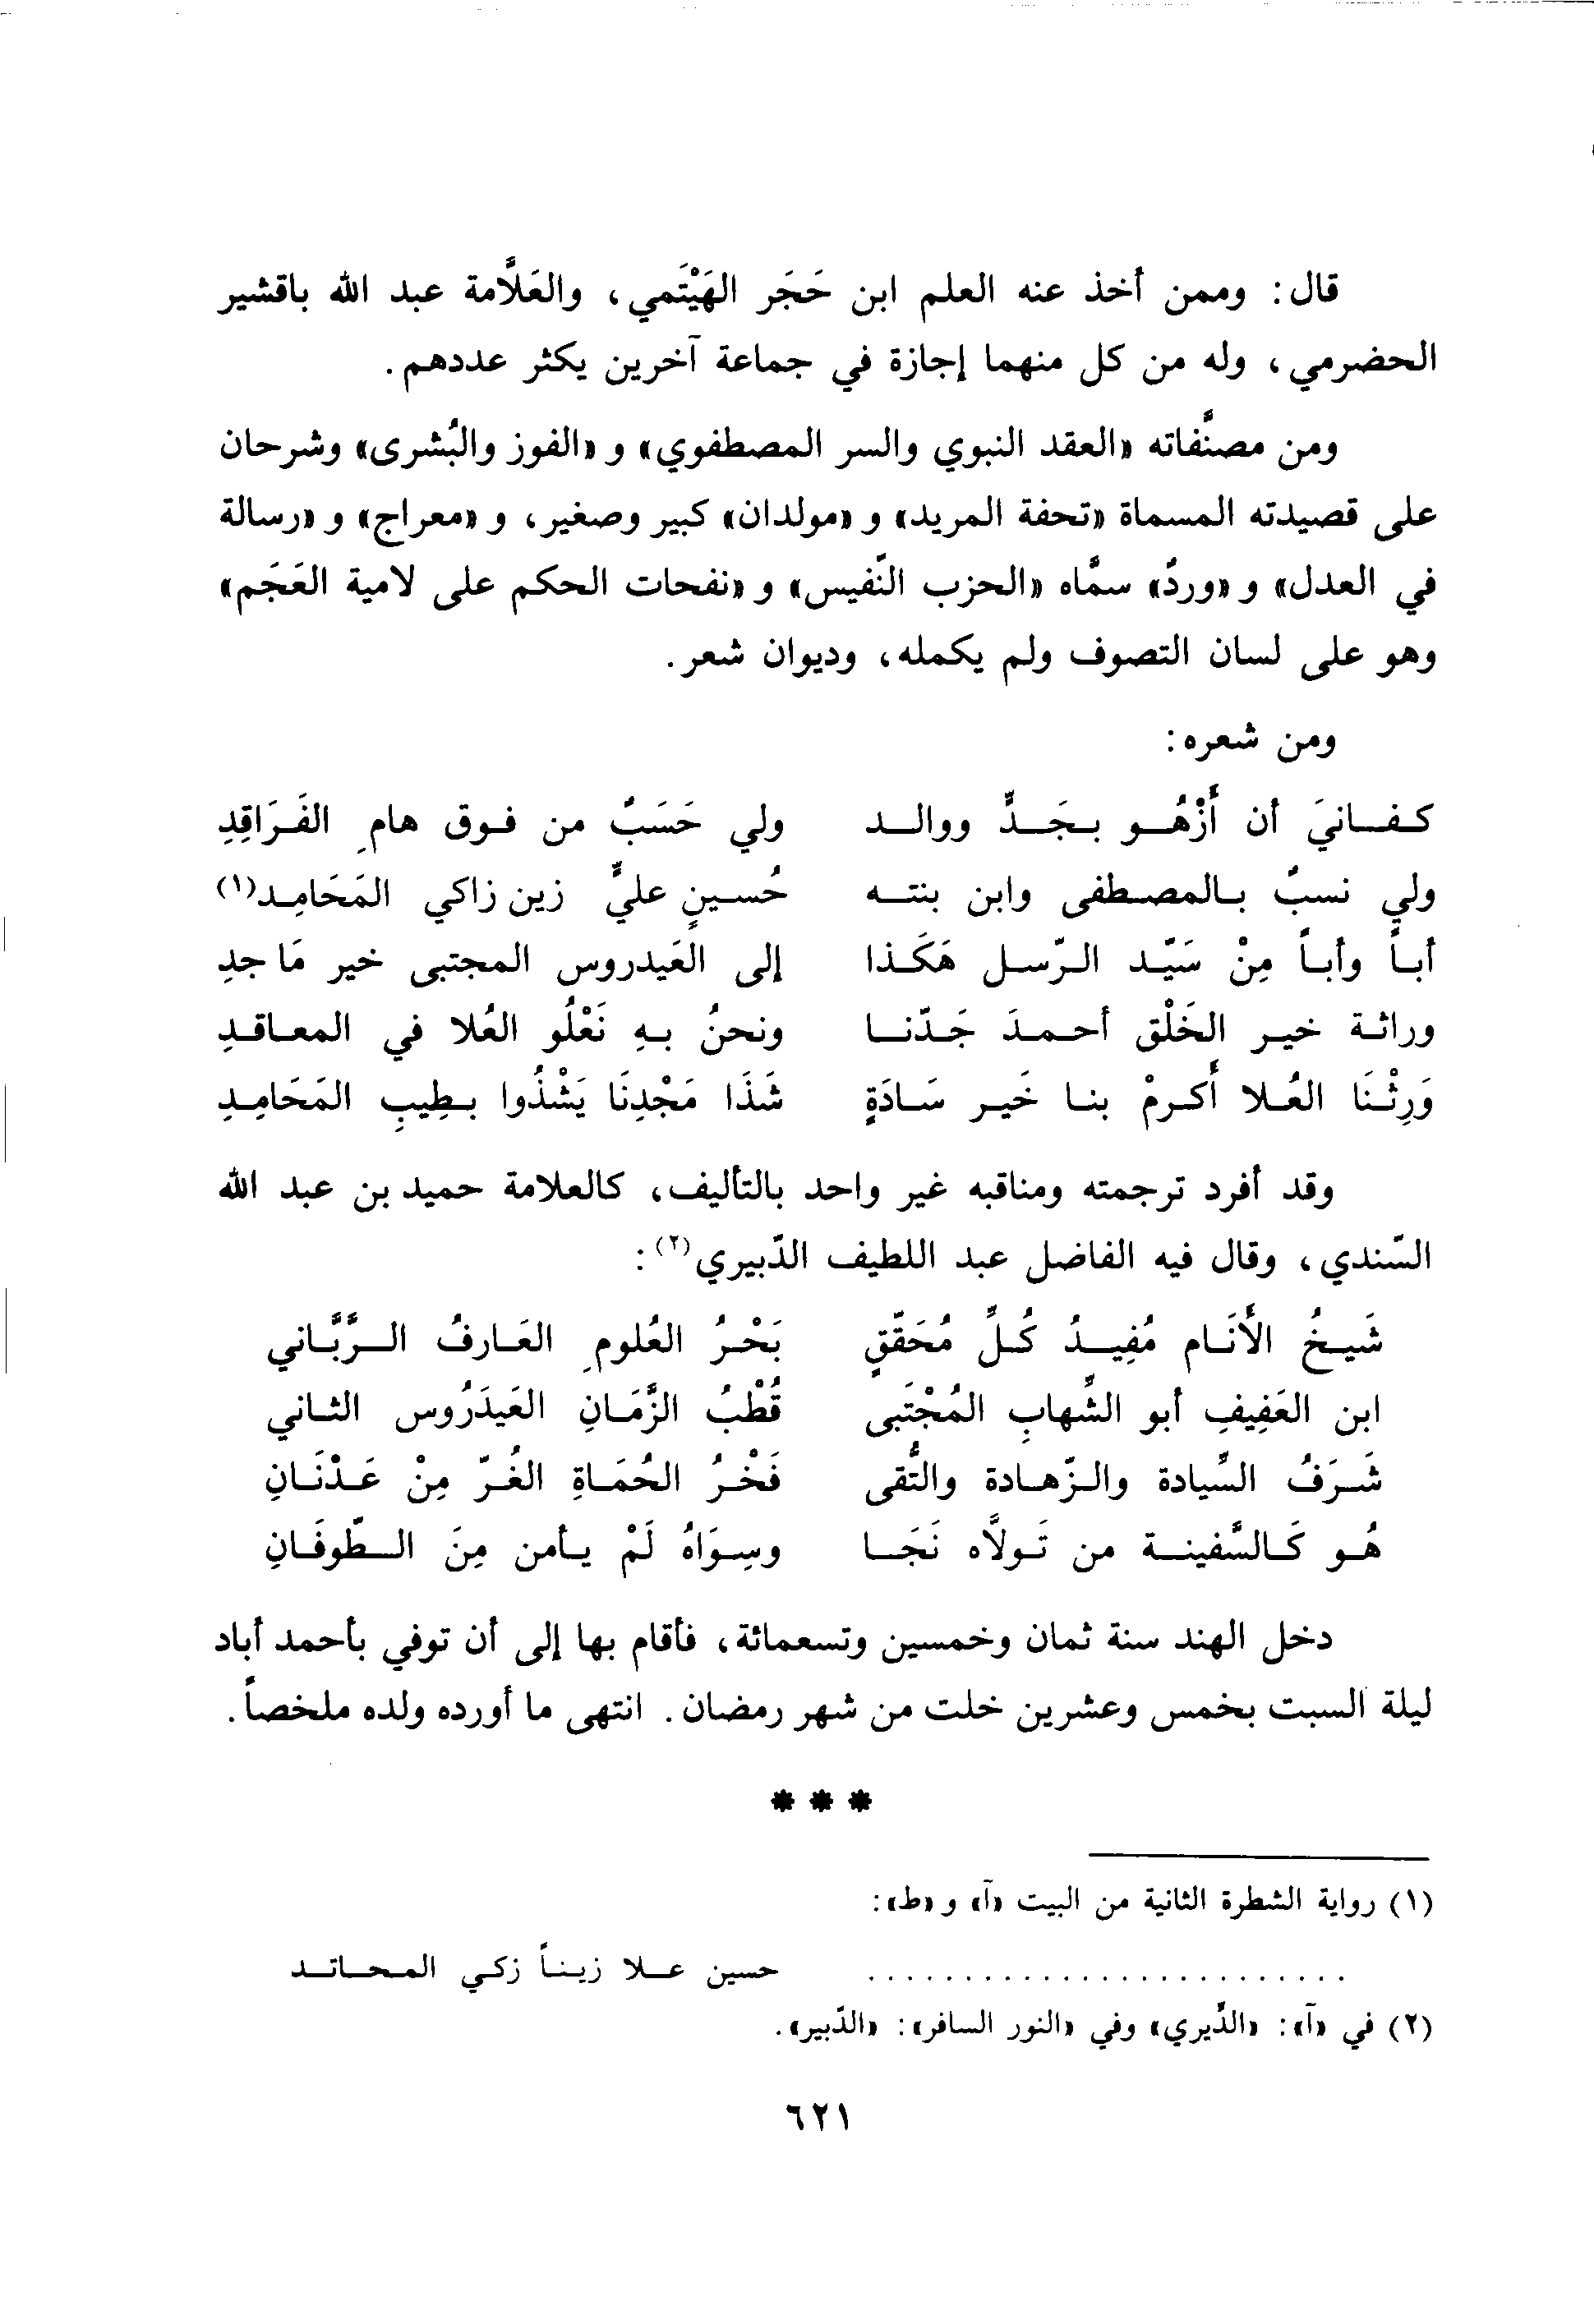 قال: وممن أخذ عنه العلم ابن حَجَر الهَيْتَمي، والعَلاَّمة عبد الله باقشير
الحضرمي، وله من كل منهما إجازة في جماعة آخرين يكثر عددهم.
ومن مصنَّفاته «العقد النبوي والسر المصطفوي» و «الفوز والبُشرى» وشرحان
على قصيدته المسماة «تحفة المريد» و «مولدان» كبير وصغير، و «معراج» و «رسالة
في العدل» و «وردٌ» سمَّاه «الحزب النَّفيس» و «نفحات الحكم على لامية العَجَم»
وهو على لسان التصوف ولم يكمله، وديوان شعر.
ومن شعره:
كفانيَ أن أَزْهُو بجَدٍّ ووالد ولي حَسَبٌ من فوق هامِ الفَرَاقِدِ
ولي نسبٌ بالمصطفى وابن بنته حُسينٍ عليٍّ زين زاكي المَحَامِد(١)
أباً وأباً مِنْ سَيّد الرّسل هَكَذا إلى العَيدروس المجتبى خير مَاجدِ
وراثة خير الخَلْق أحمدَ جَدّنا ونحنُ بهِ نَعْلُو العُلا في المعاقدِ
وَرِثْنَا العُلا أَكرمْ بنا خَير سَادَةٍ شَذَا مَجْدِنَا يَشْذُوا بطِيبِ المَحَامِدِ
وقد أفرد ترجمته ومناقبه غير واحد بالتأليف، كالعلامة حميد بن عبد الله
السّندي، وقال فيه الفاضل عبد اللطيف الدّبيري(٢):
شَيخُ الأَنَام مُفِيدُ كُلِّ مُحَقّقٍ بَحْرُ العُلومِ العَارفُ الرَّبَّاني
ابن العَفِيفِ أبو الشِّهابِ المُجْتَبى قُطْبُ الزَّمَانِ العَيدَرُوس الثاني
شَرَفُ السِّيادة والزّهادة والتُّقى فَخْرُ الحُمَاةِ الغُرّ مِنْ عَدْنَانِ
هُو كَالسَّفينة من تَولاَّه نَجَا وسِوَاهُ لَمْ يأمن مِنَ الطّوفَانِ
دخل الهند سنة ثمان وخمسين وتسعمائة، فأقام بها إلى أن توفي بأحمد أباد
ليلة السبت بخمس وعشرين خلت من شهر رمضان. انتهى ما أورده ولده ملخصاً.
***
(١) رواية الشطرة الثانية من البيت «آ» و «ط»:
......................... حسين علا زيناً زكي المحاتد
(٢) في «آ»: «الدَّيري» وفي «النور السافر»: «الدّبير».
٦٢١